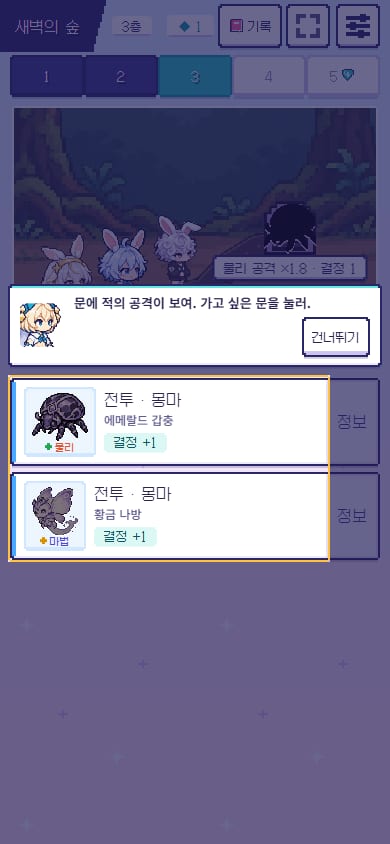 새벽의 숲
3층
1
기록
1
2
3
4
5
물리 공격 ×1.8 · 결정 1
문에 적의 공격이 보여. 가고 싶은 문을 눌러.
건너뛰기
전투 · 몽마
에메랄드 갑충
물리
결정 +1
정보
전투 · 몽마
황금 나방
마법
결정 +1
정보